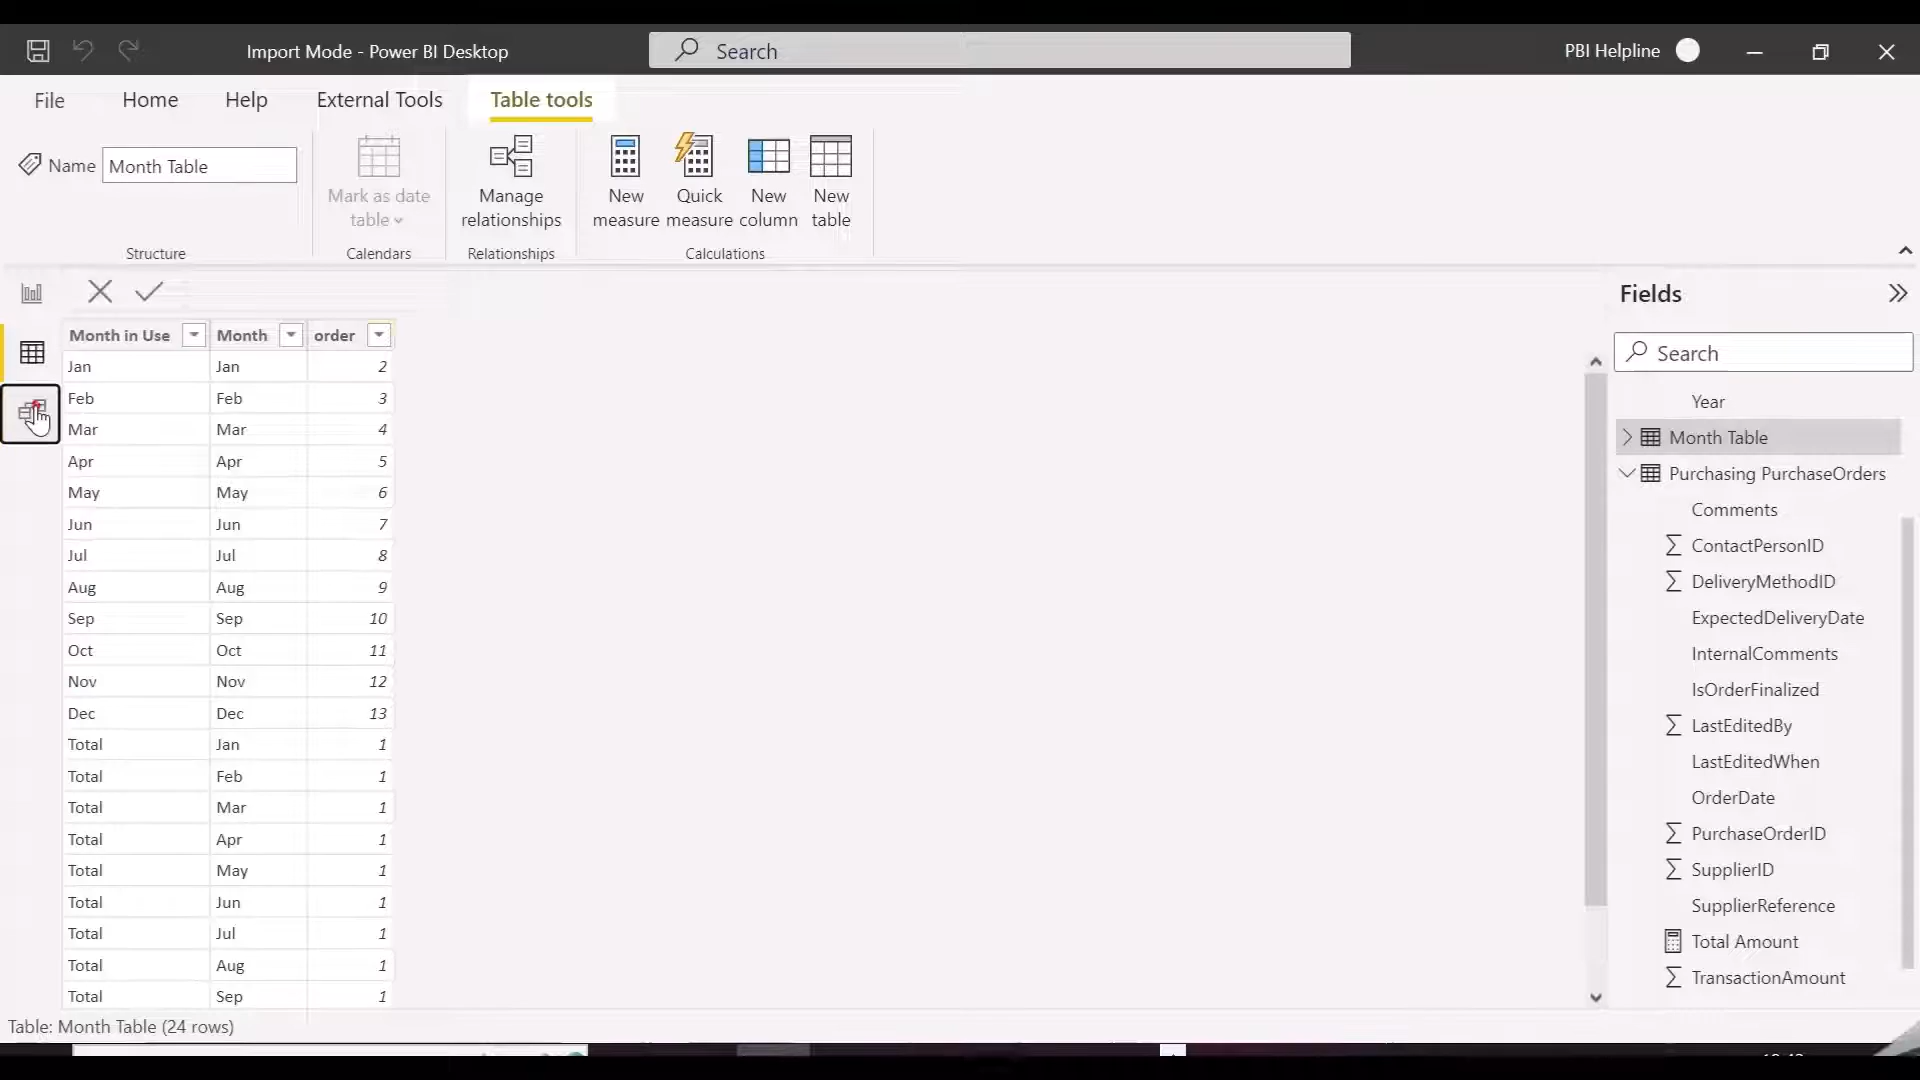 Import Mode - Power BI Desktop
Search
PBI Helpline
File Home Help External Tools Table tools
Name Month Table
Mark as date table
Manage relationships
New measure
Quick measure
New column
New table
Structure Calendars Relationships Calculations
Month in Use Month order
Jan Jan 2
Feb Feb 3
Mar Mar 4
Apr Apr 5
May May 6
Jun Jun 7
Jul Jul 8
Aug Aug 9
Sep Sep 10
Oct Oct 11
Nov Nov 12
Dec Dec 13
Total Jan 1
Total Feb 1
Total Mar 1
Total Apr 1
Total May 1
Total Jun 1
Total Jul 1
Total Aug 1
Total Sep 1
Table: Month Table (24 rows)
Fields
Search
Year
Month Table
Purchasing PurchaseOrders
Comments
ContactPersonID
DeliveryMethodID
ExpectedDeliveryDate
InternalComments
IsOrderFinalized
LastEditedBy
LastEditedWhen
OrderDate
PurchaseOrderID
SupplierID
SupplierReference
Total Amount
TransactionAmount